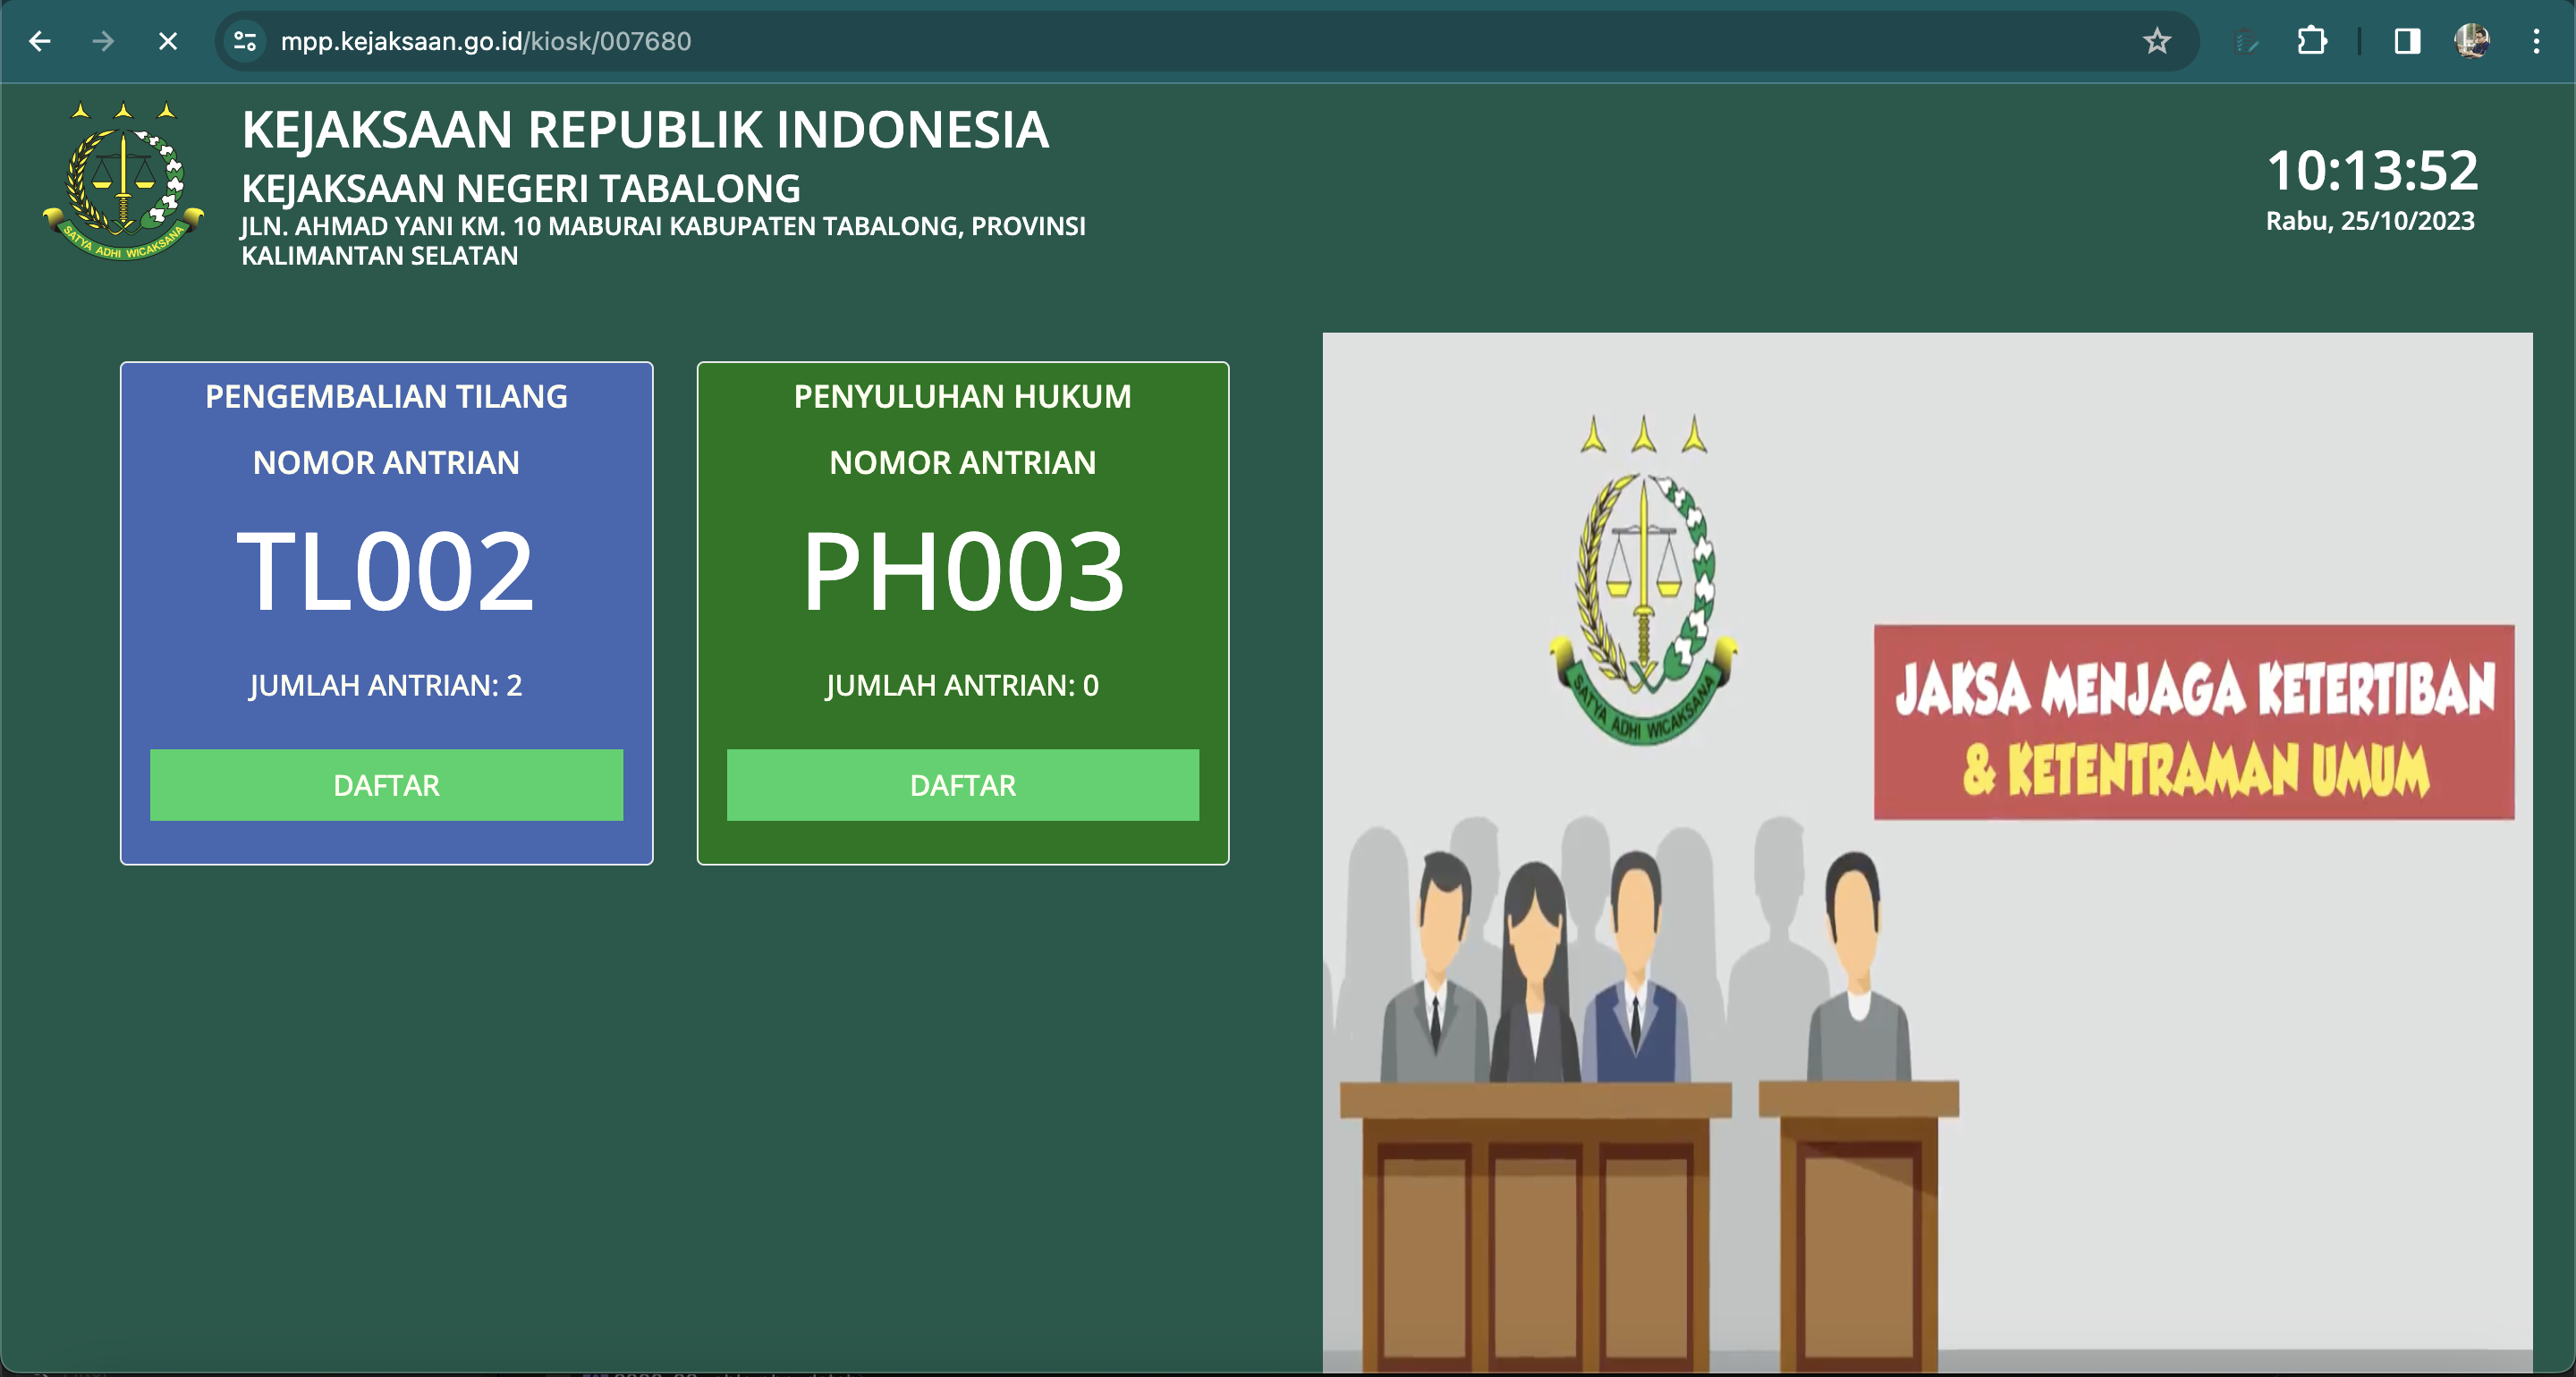 mpp.kejaksaan.go.id/kiosk/007680
KEJAKSAAN REPUBLIK INDONESIA
KEJAKSAAN NEGERI TABALONG
JLN. AHMAD YANI KM. 10 MABURAI KABUPATEN TABALONG, PROVINSI
KALIMANTAN SELATAN
SATYA ADHI WICAKSANA
10:13:52
Rabu, 25/10/2023
PENGEMBALIAN TILANG
NOMOR ANTRIAN
TL002
JUMLAH ANTRIAN: 2
DAFTAR
PENYULUHAN HUKUM
NOMOR ANTRIAN
PH003
JUMLAH ANTRIAN: 0
DAFTAR
SATYA ADHI WICAKSANA
JAKSA MENJAGA KETERTIBAN
& KETENTRAMAN UMUM